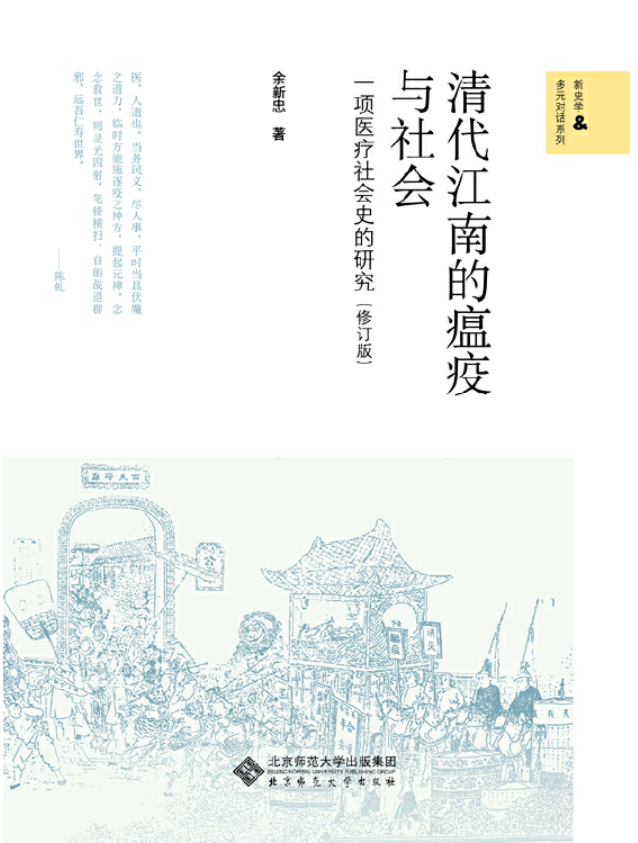 新史学&
多元对话系列
清代江南的瘟疫
与社会
一项医疗社会史的研究（修订版）
余新忠 著
医，人道也。当务民义，尽人事，平时当具伏魔
之道力，临时方能施逐疫之神方，提起元神，念
念救世，则灵光四射，笔锋横扫，自能战退群
邪，远吾仁寿世界。
——陈虬
北京师范大学出版集团
BEIJING NORMAL UNIVERSITY PUBLISHING GROUP
北京师范大学出版社